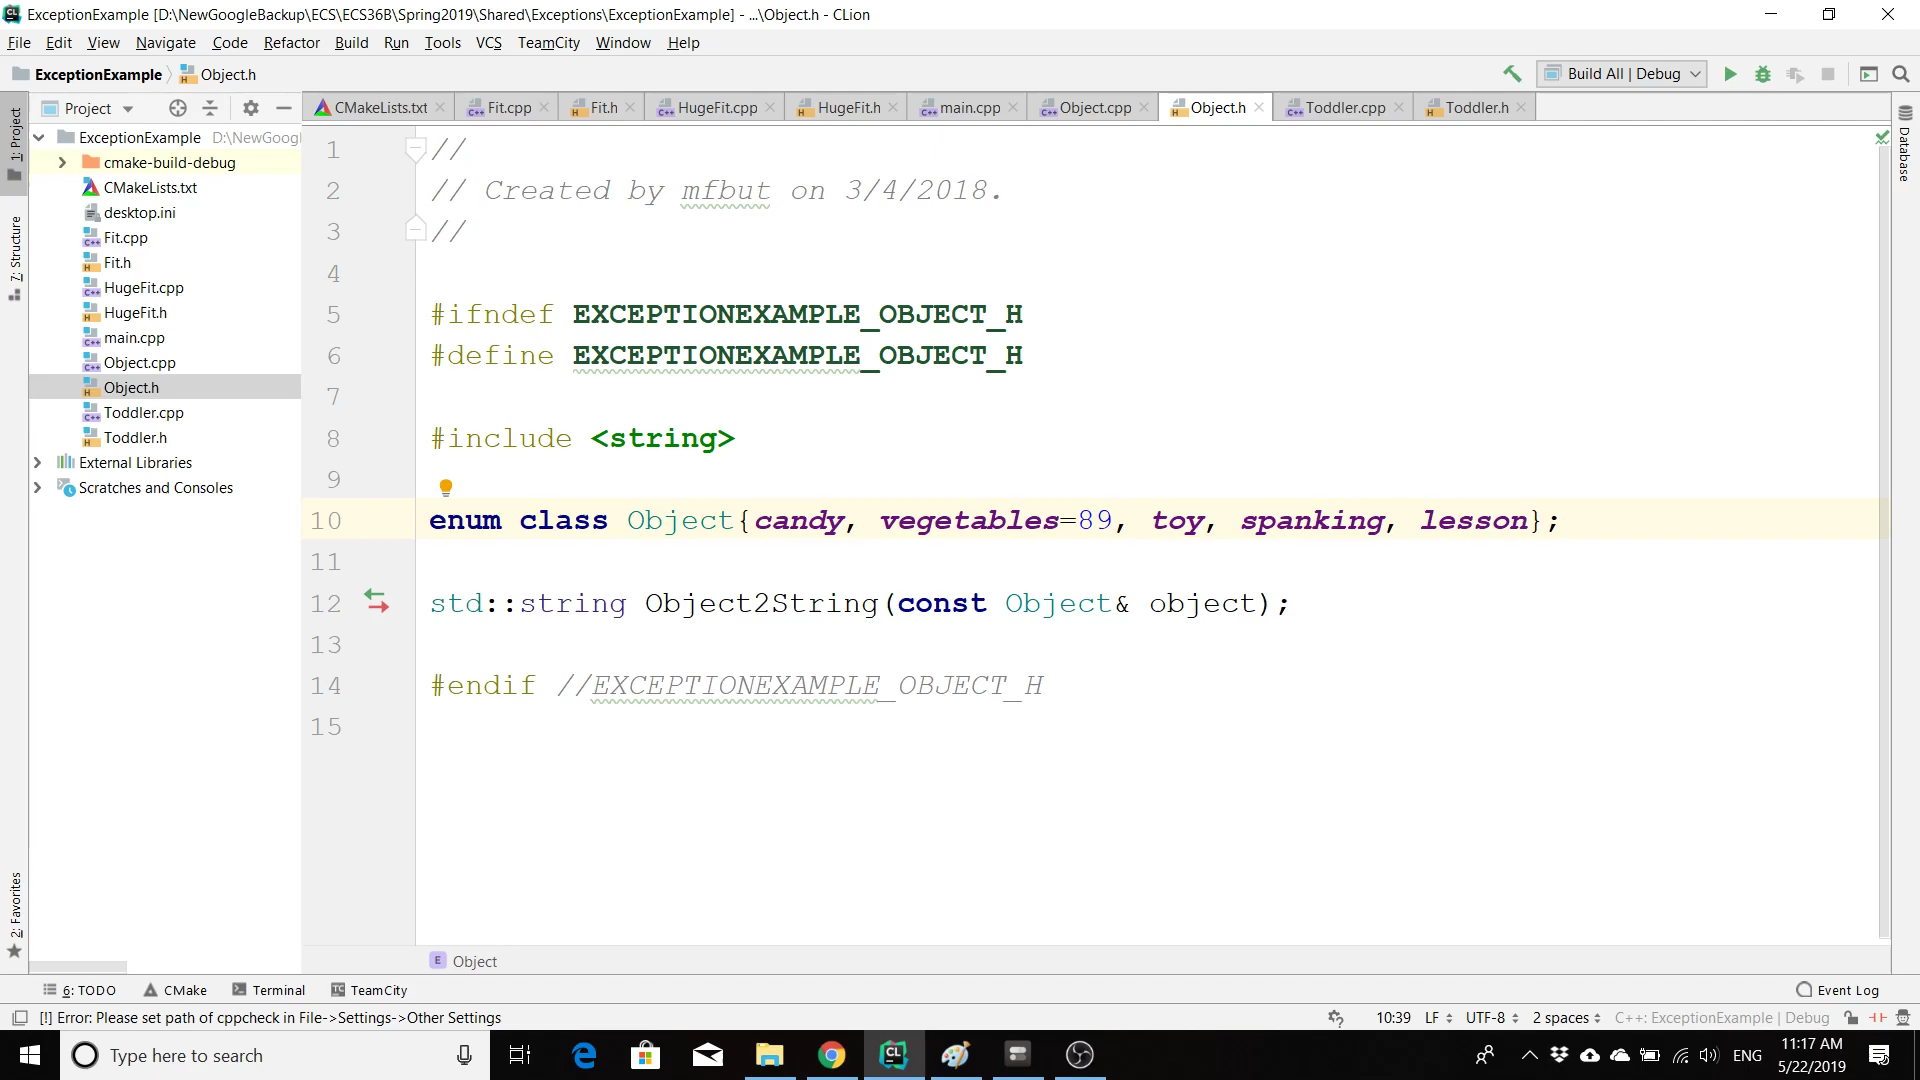 ExceptionExample [D:\NewGoogleBackup\ECS\ECS36B\Spring2019\Shared\Exceptions\ExceptionExample] - ...\Object.h - CLion
File Edit View Navigate Code Refactor Build Run Tools VCS TeamCity Window Help
ExceptionExample Object.h Build All | Debug
Project CMakeLists.txt Fit.cpp Fit.h HugeFit.cpp HugeFit.h main.cpp Object.cpp Object.h Toddler.cpp Toddler.h
1: Project
7: Structure
2: Favorites
Database
ExceptionExample D:\NewGoogl
cmake-build-debug
CMakeLists.txt
desktop.ini
Fit.cpp
Fit.h
HugeFit.cpp
HugeFit.h
main.cpp
Object.cpp
Object.h
Toddler.cpp
Toddler.h
External Libraries
Scratches and Consoles
1 //
2 // Created by mfbut on 3/4/2018.
3 //
4
5 #ifndef EXCEPTIONEXAMPLE_OBJECT_H
6 #define EXCEPTIONEXAMPLE_OBJECT_H
7
8 #include <string>
9
10 enum class Object{candy, vegetables=89, toy, spanking, lesson};
11
12 std::string Object2String(const Object& object);
13
14 #endif //EXCEPTIONEXAMPLE_OBJECT_H
15
E Object
6: TODO CMake Terminal TeamCity Event Log
[!] Error: Please set path of cppcheck in File->Settings->Other Settings 10:39 LF UTF-8 2 spaces C++: ExceptionExample | Debug
Type here to search
ENG
11:17 AM
5/22/2019